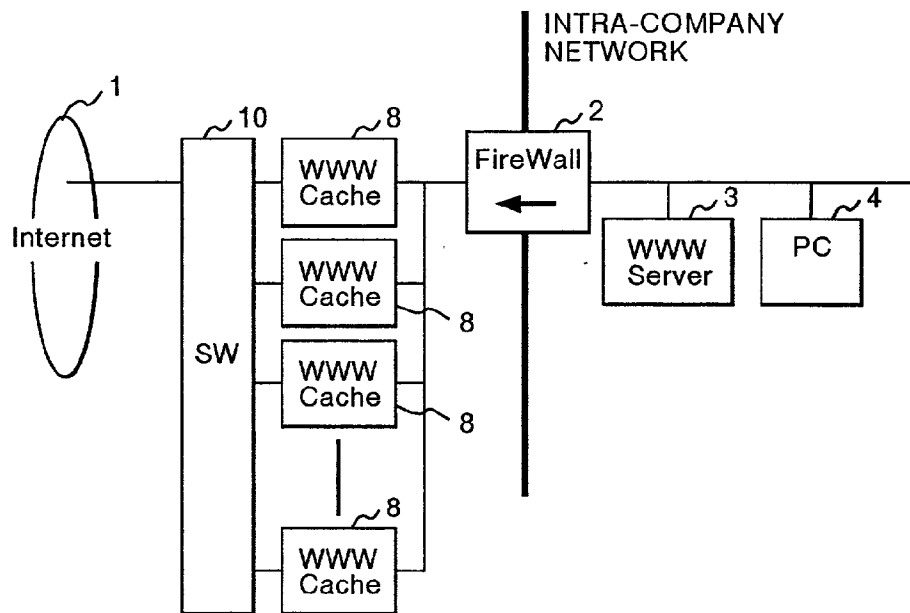 INTRA-COMPANY
NETWORK
1
10
8
2
WWW
Cache
FireWall
3
4
Internet
WWW
Server
PC
WWW
Cache
8
SW
WWW
Cache
8
8
WWW
Cache